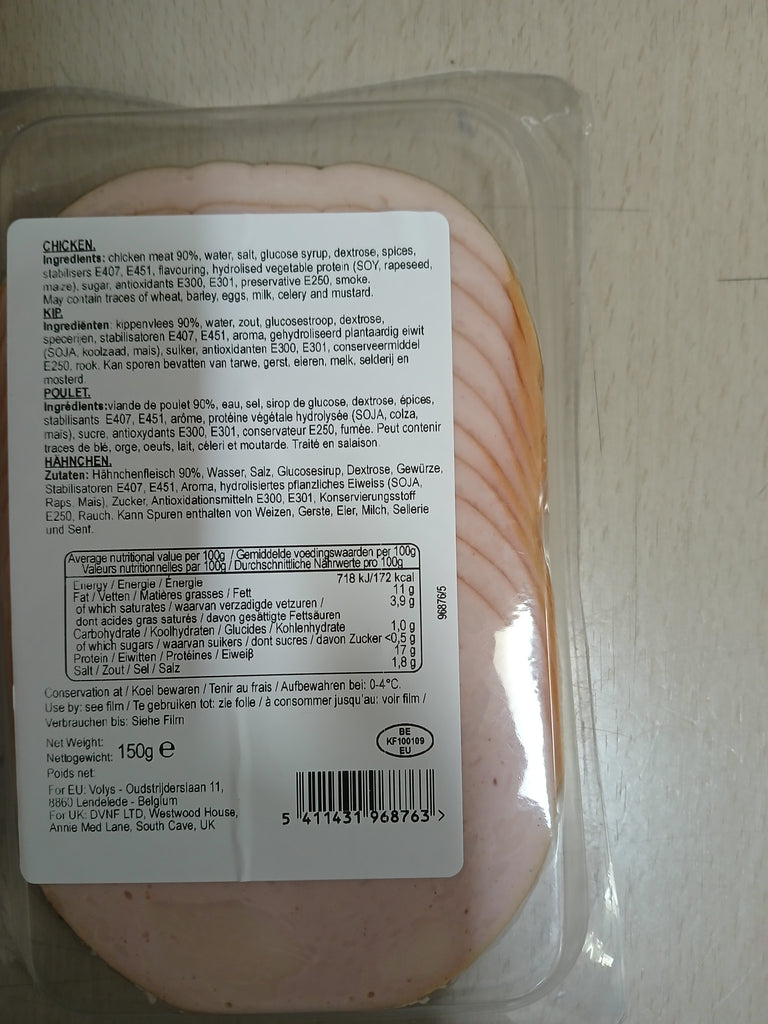 CHICKEN.
Ingredients: chicken meat 90%, water, salt, glucose syrup, dextrose, spices,
stabilisers E407, E451, flavouring, hydrolised vegetable protein (SOY, rapeseed,
maize), sugar, antioxidants E300, E301, preservative E250, smoke.
May contain traces of wheat, barley, eggs, milk, celery and mustard.
KIP.
Ingrediënten: kippenvlees 90%, water, zout, glucosestroop, dextrose,
specerijen, stabilisatoren E407, E451, aroma, gehydroliseerd plantaardig eiwit
(SOJA, koolzaad, mais), suiker, antioxidanten E300, E301, conserveermiddel
E250, rook. Kan sporen bevatten van tarwe, gerst, eieren, melk, selderij en
mosterd.
POULET.
Ingrédients:viande de poulet 90%, eau, sel, sirop de glucose, dextrose, épices,
stabilisants E407, E451, arôme, protéine végétale hydrolysée (SOJA, colza,
maïs), sucre, antioxydants E300, E301, conservateur E250, fumée. Peut contenir
traces de blé, orge, oeufs, lait, céleri et moutarde. Traité en salaison.
HÄHNCHEN.
Zutaten: Hähnchenfleisch 90%, Wasser, Salz, Glucosesirup, Dextrose, Gewürze,
Stabilisatoren E407, E451, Aroma, hydrolisiertes pflanzliches Eiweiss (SOJA,
Raps, Mais), Zucker, Antioxidationsmitteln E300, E301, Konservierungsstoff
E250, Rauch. Kann Spuren enthalten von Weizen, Gerste, Eier, Milch, Sellerie
und Senf.
Average nutritional value per 100g / Gemiddelde voedingswaarden per 100g
Valeurs nutritionnelles par 100g / Durchschnittliche Nährwerte pro 100g
Energy / Energie / Énergie 718 kJ/172 kcal
Fat / Vetten / Matières grasses / Fett 11 g
of which saturates / waarvan verzadigde vetzuren / 3,9 g
dont acides gras saturés / davon gesättigte Fettsäuren
Carbohydrate / Koolhydraten / Glucides / Kohlenhydrate 1,0 g
of which sugars / waarvan suikers / dont sucres / davon Zucker <0,5 g
Protein / Eiwitten / Protéines / Eiweiß 17 g
Salt / Zout / Sel / Salz 1,8 g
96876/5
Conservation at / Koel bewaren / Tenir au frais / Aufbewahren bei: 0-4°C.
Use by: see film / Te gebruiken tot: zie folie / à consommer jusqu'au: voir film /
Verbrauchen bis: Siehe Film
Net Weight:
Nettogewicht: 150g e
Poids net:
BE
KF100109
EU
For EU: Volys - Oudstrijderslaan 11,
8860 Lendelede - Belgium
For UK: DVNF LTD, Westwood House,
Annie Med Lane, South Cave, UK
5 411431 968763 >